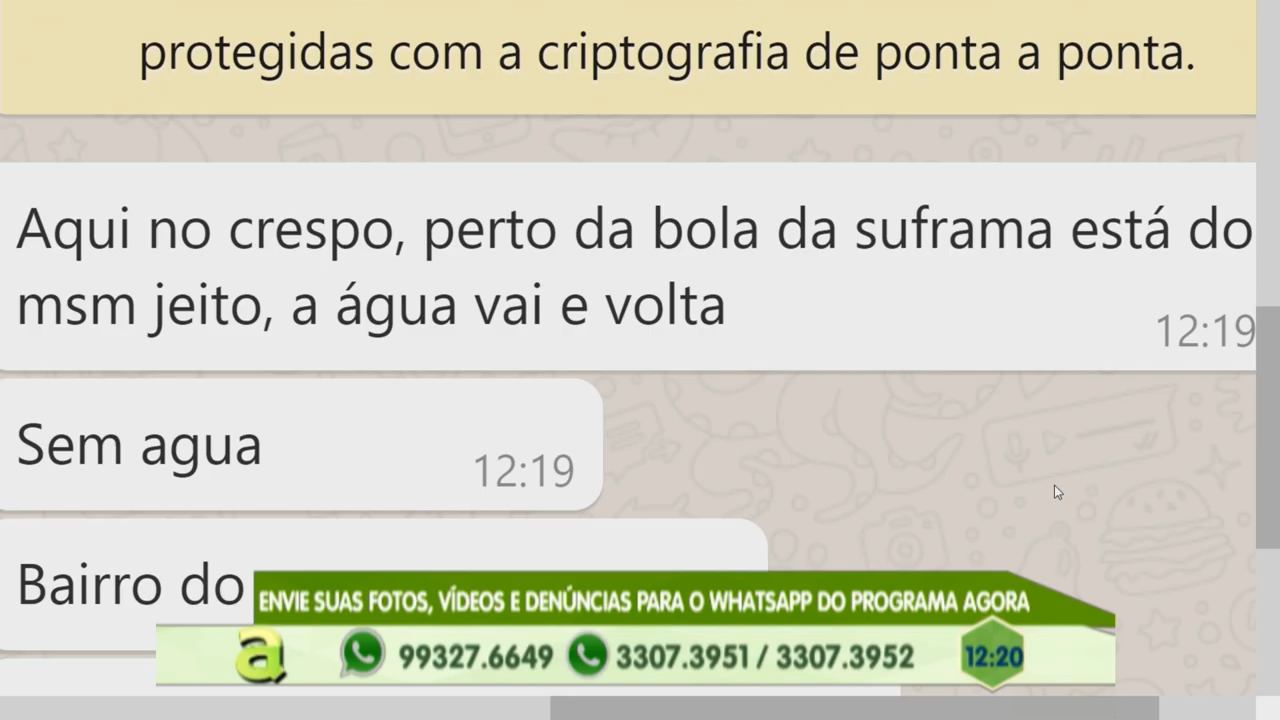 protegidas com a criptografia de ponta a ponta.
Aqui no crespo, perto da bola da suframa está do
msm jeito, a água vai e volta
12:19
Sem agua
12:19
Bairro do
ENVIE SUAS FOTOS, VÍDEOS E DENÚNCIAS PARA O WHATSAPP DO PROGRAMA AGORA
a 99327.6649 3307.3951 / 3307.3952 12:20